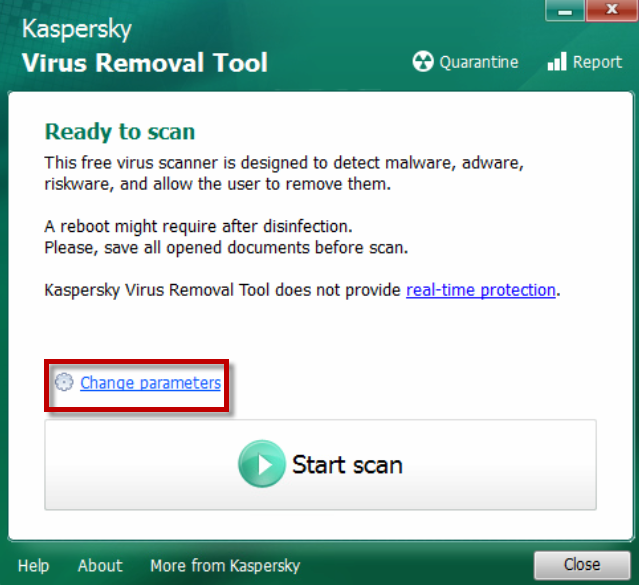 Kaspersky
Virus Removal Tool
Quarantine
Report
Ready to scan
This free virus scanner is designed to detect malware, adware,
riskware, and allow the user to remove them.
A reboot might require after disinfection.
Please, save all opened documents before scan.
Kaspersky Virus Removal Tool does not provide real-time protection.
Change parameters
Start scan
Help
About
More from Kaspersky
Close